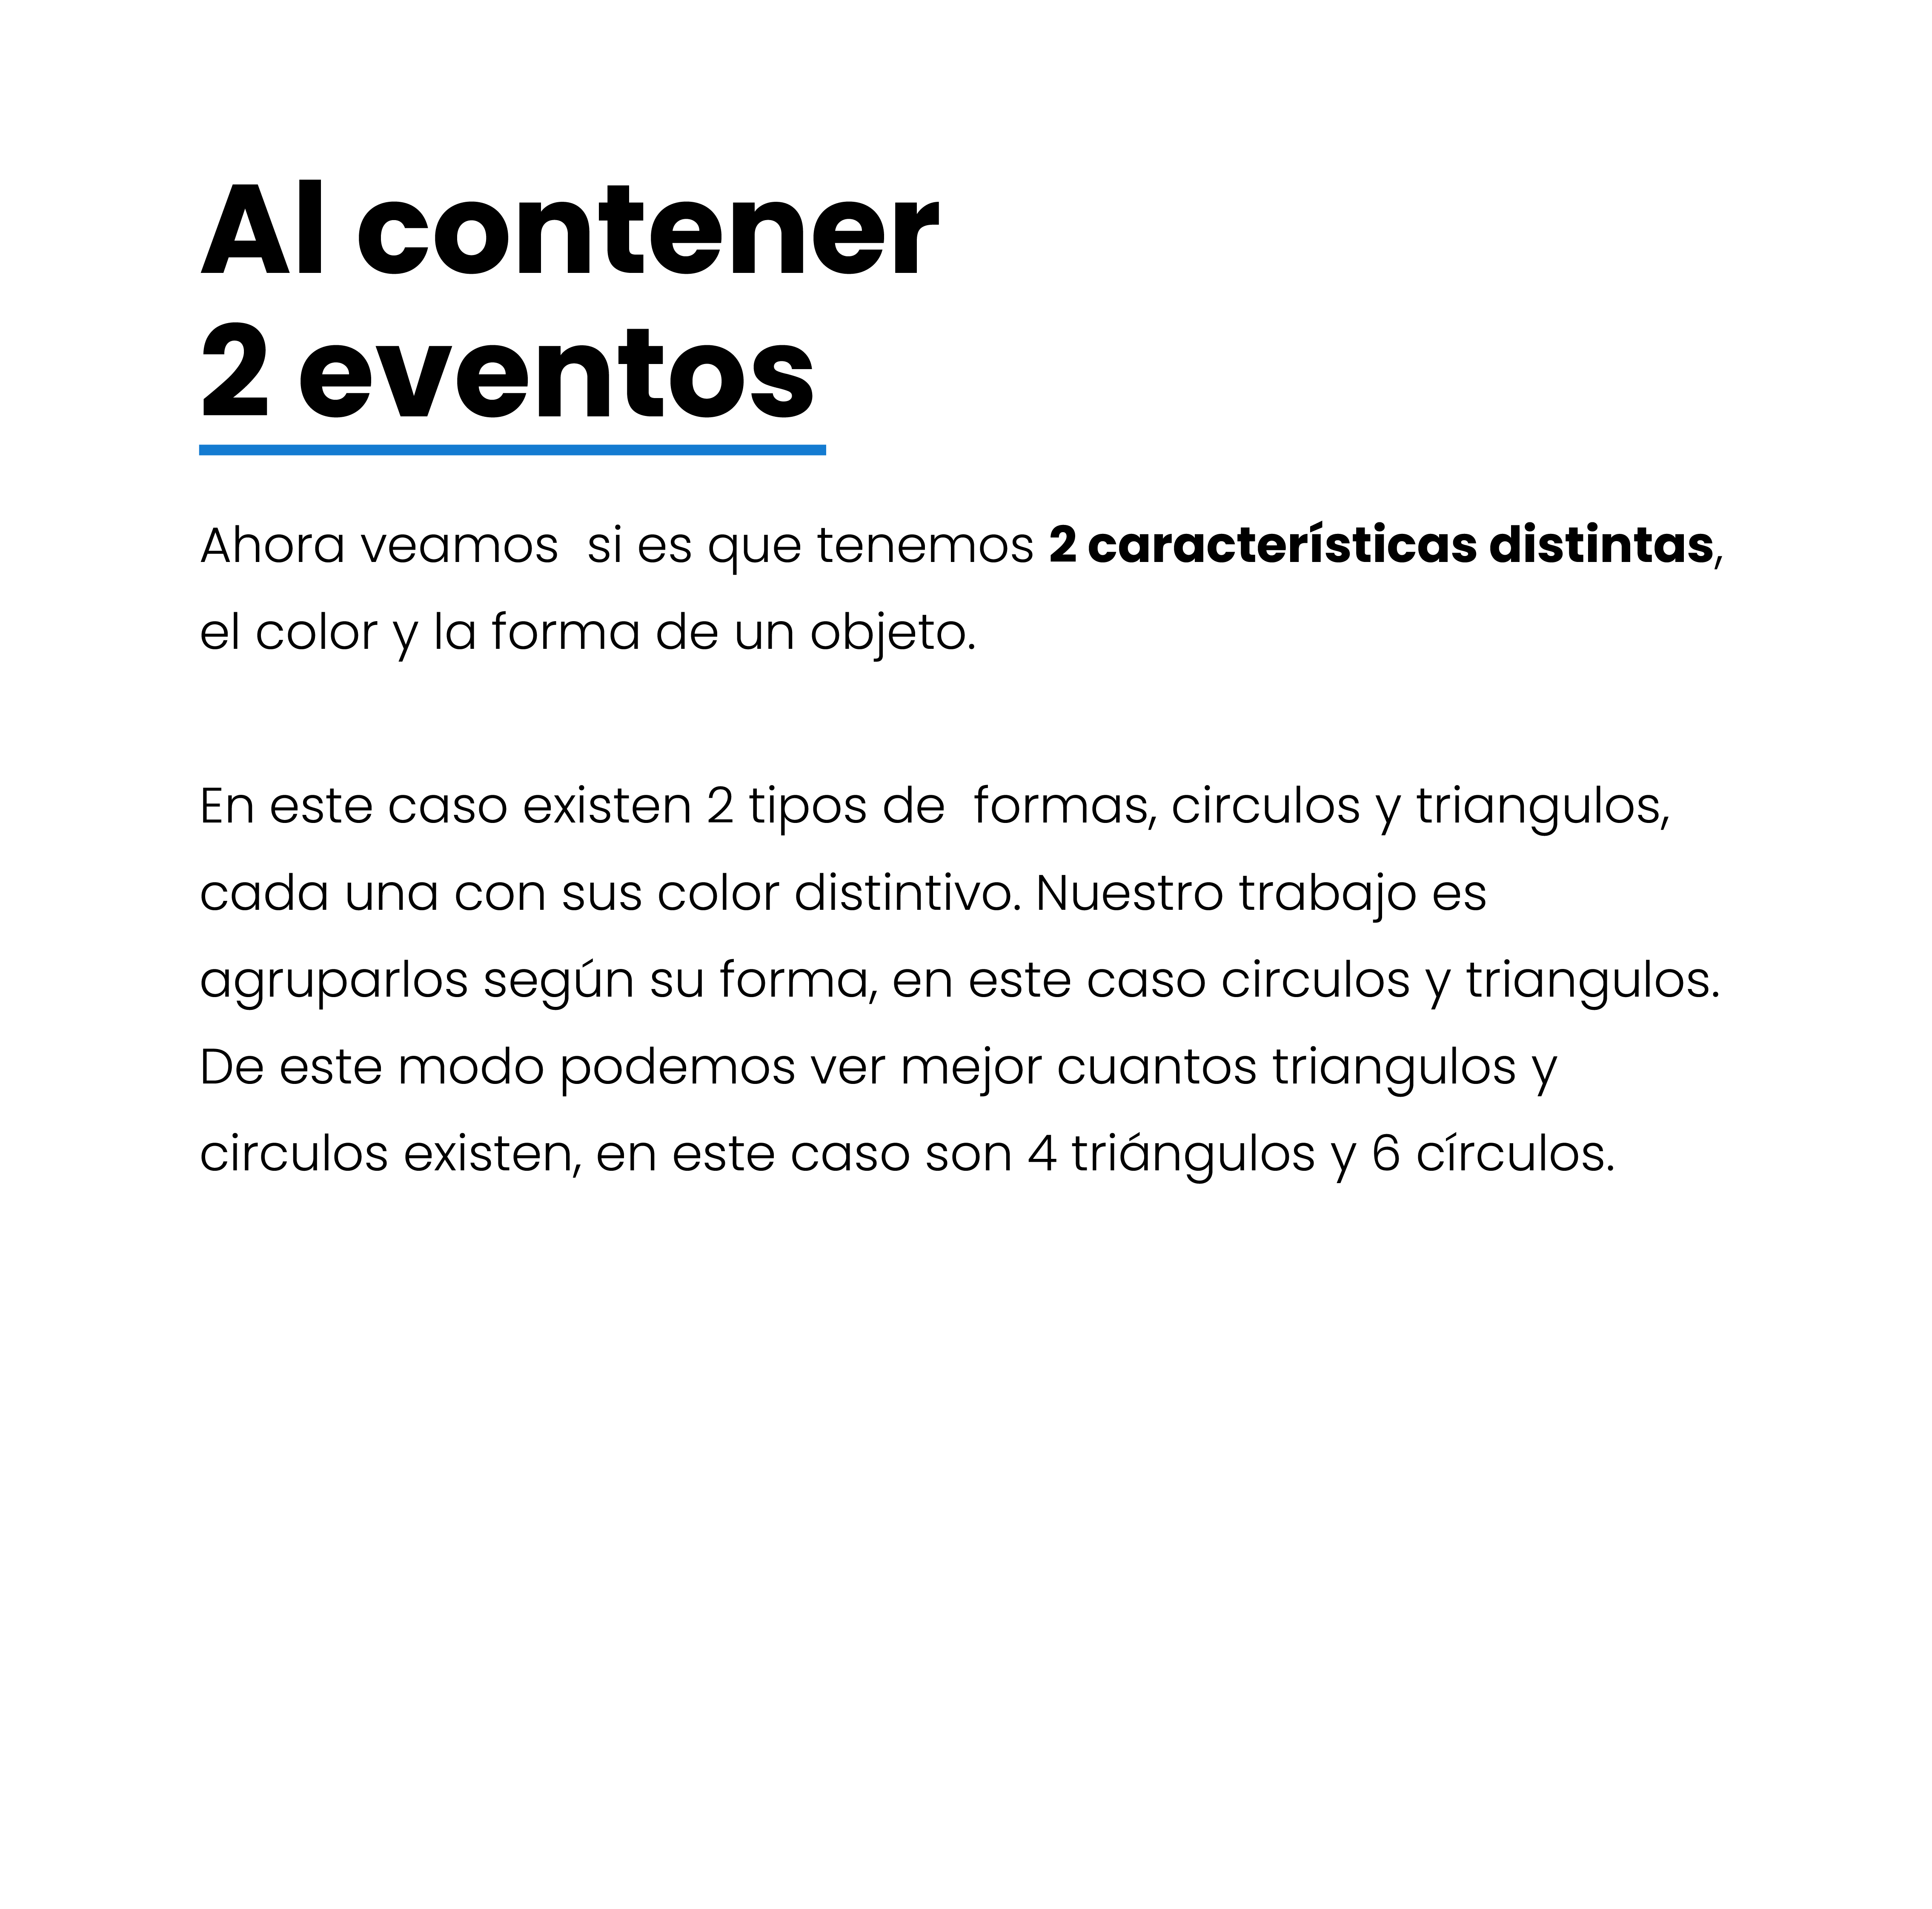 Al contener
2 eventos
Ahora veamos  si es que tenemos 2 características distintas,
el color y la forma de un objeto.
En este caso existen 2 tipos de  formas, circulos y triangulos,
cada una con sus color distintivo. Nuestro trabajo es
agruparlos según su forma, en este caso circulos y triangulos.
De este modo podemos ver mejor cuantos triangulos y
circulos existen, en este caso son 4 triángulos y 6 círculos.